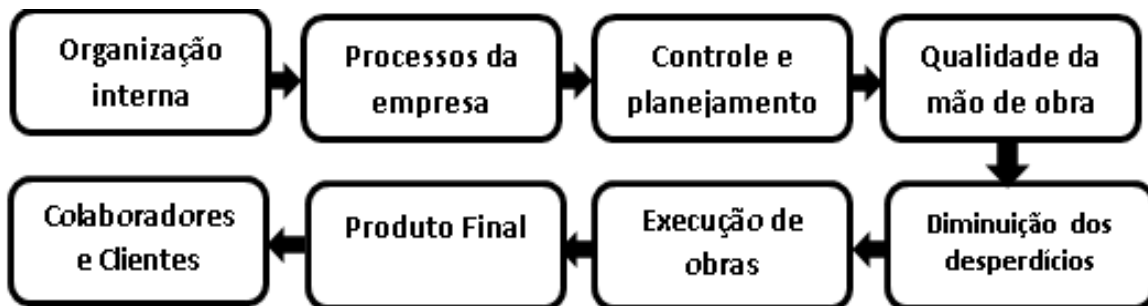 Organização
interna
Processos da
empresa
Controle e
planejamento
Qualidade da
mão de obra
Diminuição dos
desperdícios
Execução de
obras
Produto Final
Colaboradores
e Clientes